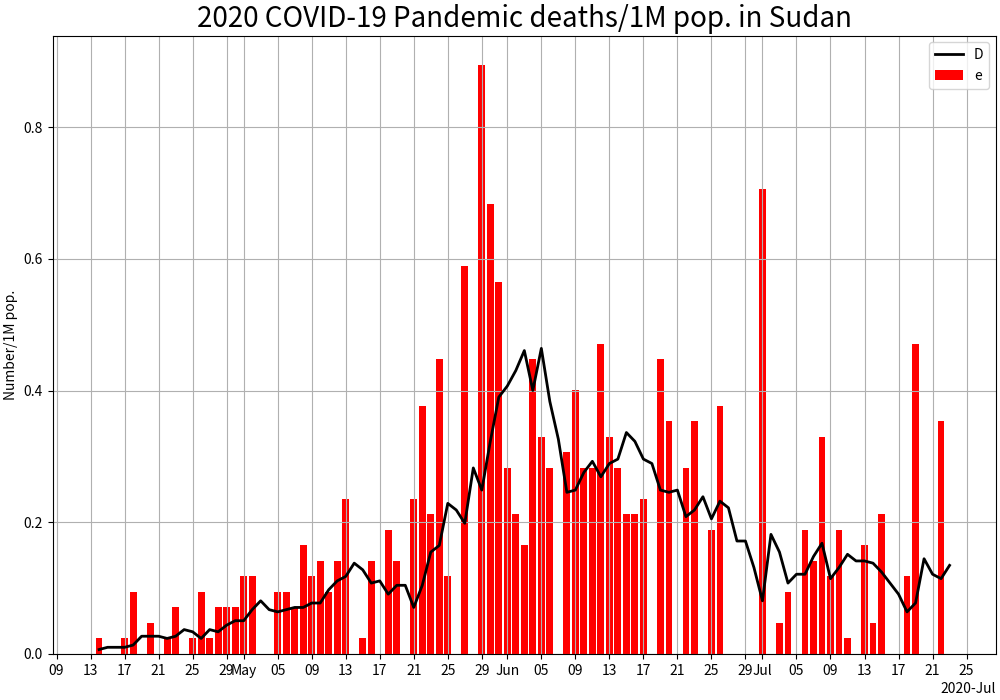 2020 COVID-19 Pandemic deaths/1M pop. in Sudan
D
e
Number/1M pop.
0.8
0.6
0.4
0.2
0.0
09 13 17 21 25 29 May 05 09 13 17 21 25 29 Jun 05 09 13 17 21 25 29 Jul 05 09 13 17 21 25
2020-Jul